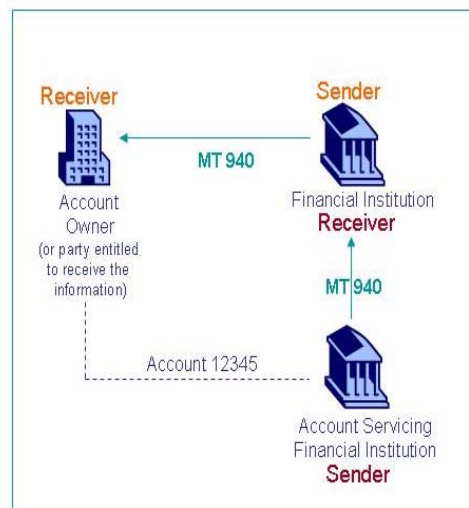 Receiver
Sender
MT 940
Account
Owner
(or party entitled
to receive the
information)
Financial Institution
Receiver
MT 940
Account 12345
Account Servicing
Financial Institution
Sender